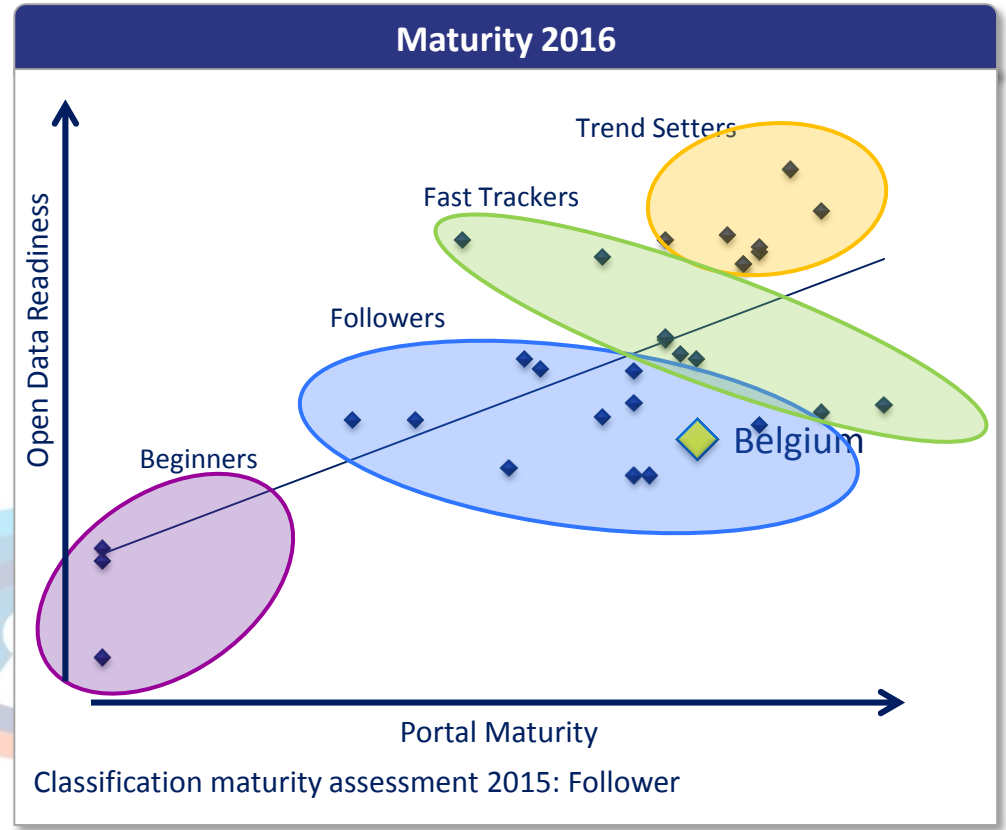 Maturity 2016
Trend Setters
Fast Trackers
Followers
Belgium
Beginners
Open Data Readiness
Portal Maturity
Classification maturity assessment 2015: Follower